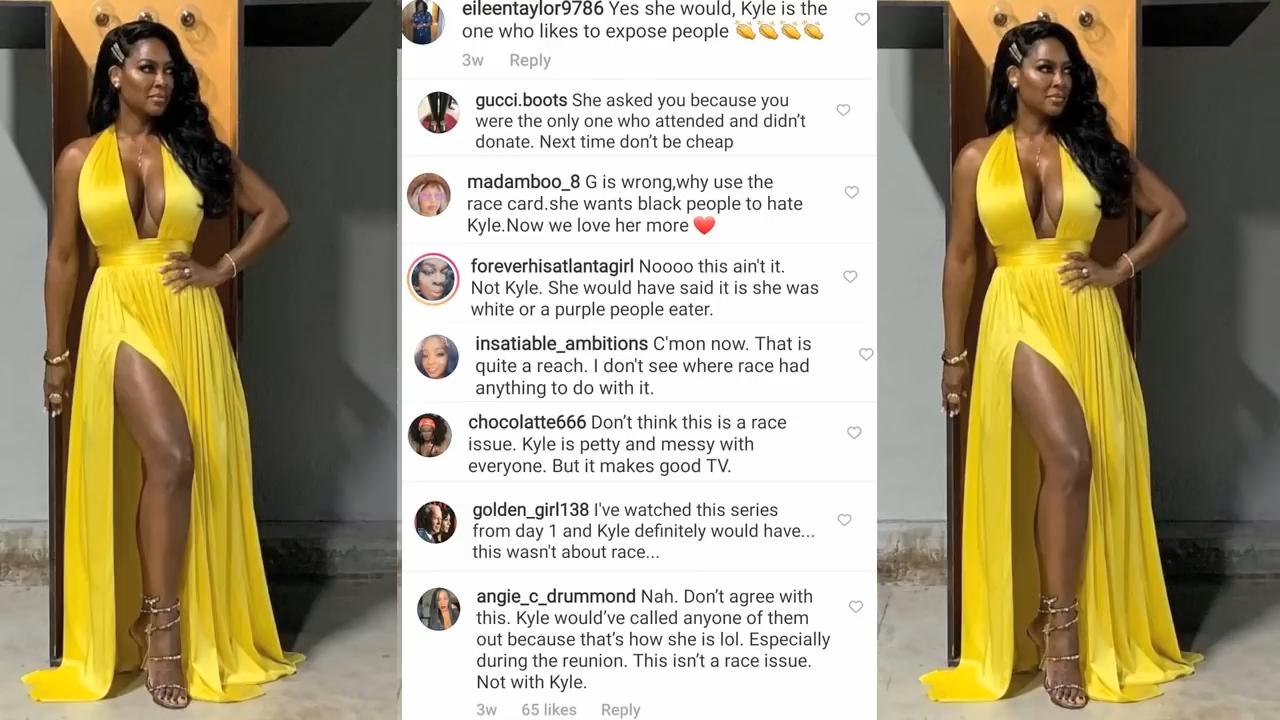 eileentaylor9786 Yes she would, Kyle is the
one who likes to expose people 👏👏👏👏
3w Reply
gucci.boots She asked you because you
were the only one who attended and didn’t
donate. Next time don’t be cheap
madamboo_8 G is wrong,why use the
race card.she wants black people to hate
Kyle.Now we love her more ❤️
foreverhisatlantagirl Noooo this ain't it.
Not Kyle. She would have said it is she was
white or a purple people eater.
insatiable_ambitions C'mon now. That is
quite a reach. I don't see where race had
anything to do with it.
chocolatte666 Don’t think this is a race
issue. Kyle is petty and messy with
everyone. But it makes good TV.
golden_girl138 I've watched this series
from day 1 and Kyle definitely would have...
this wasn't about race...
angie_c_drummond Nah. Don’t agree with
this. Kyle would’ve called anyone of them
out because that’s how she is lol. Especially
during the reunion. This isn’t a race issue.
Not with Kyle.
3w 65 likes Reply